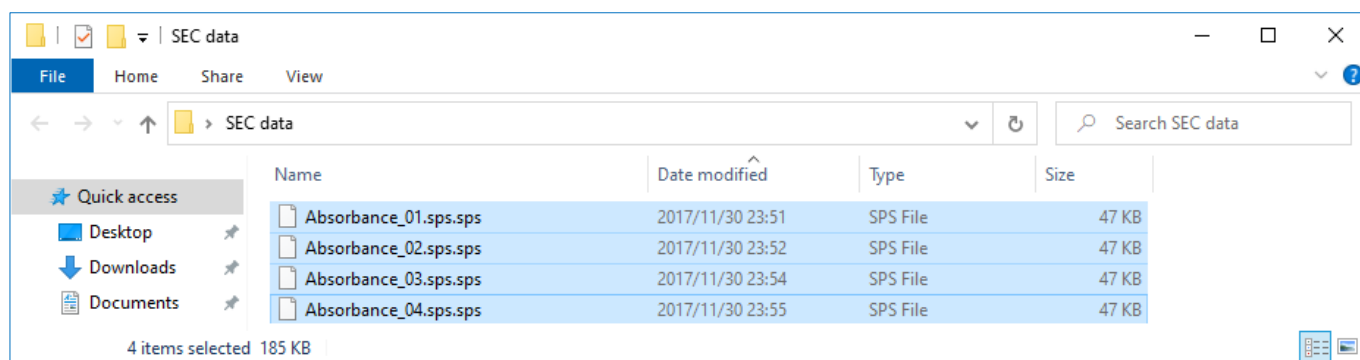 SEC data
File Home Share View
SEC data Search SEC data
Name Date modified Type Size
Quick access
Absorbance_01.sps.sps 2017/11/30 23:51 SPS File 47 KB
Desktop
Absorbance_02.sps.sps 2017/11/30 23:52 SPS File 47 KB
Downloads
Absorbance_03.sps.sps 2017/11/30 23:54 SPS File 47 KB
Documents
Absorbance_04.sps.sps 2017/11/30 23:55 SPS File 47 KB
4 items selected 185 KB